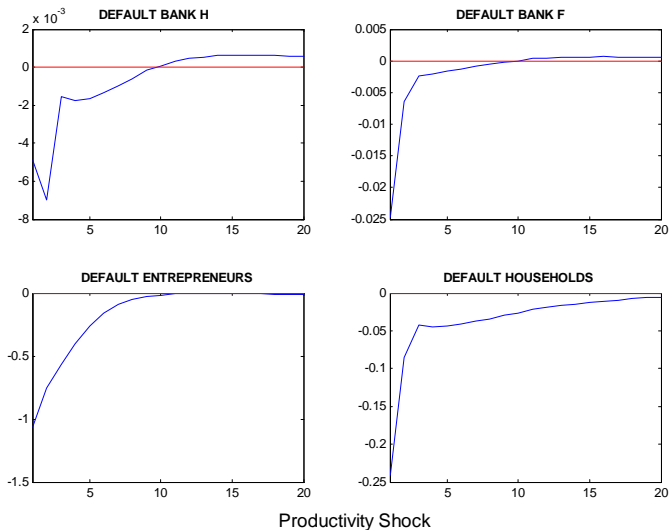 DEFAULT BANK H
x 10^-3
2
0
-2
-4
-6
-8
5 10 15 20
DEFAULT BANK F
0.005
0
-0.005
-0.01
-0.015
-0.02
-0.025
5 10 15 20
DEFAULT ENTREPRENEURS
0
-0.5
-1
-1.5
5 10 15 20
DEFAULT HOUSEHOLDS
0
-0.05
-0.1
-0.15
-0.2
-0.25
5 10 15 20
Productivity Shock